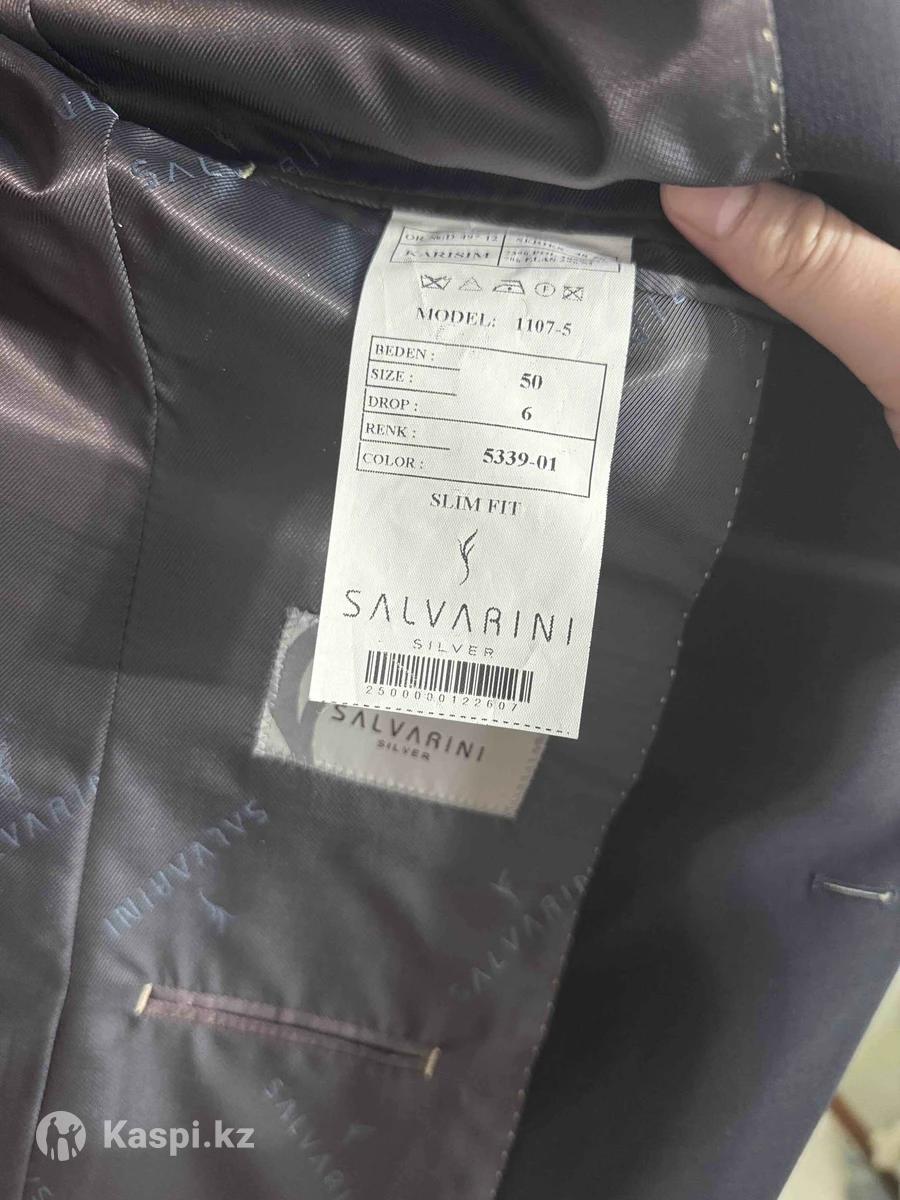 SALVARINI
KARISIM
MODEL: 1107-5
BEDEN :
SIZE : 50
DROP : 6
RENK :
COLOR : 5339-01
SLIM FIT
SALVARINI
SILVER
2500000122607
SALVARINI
SILVER
SALVARINI
SALVARINI
Kaspi.kz